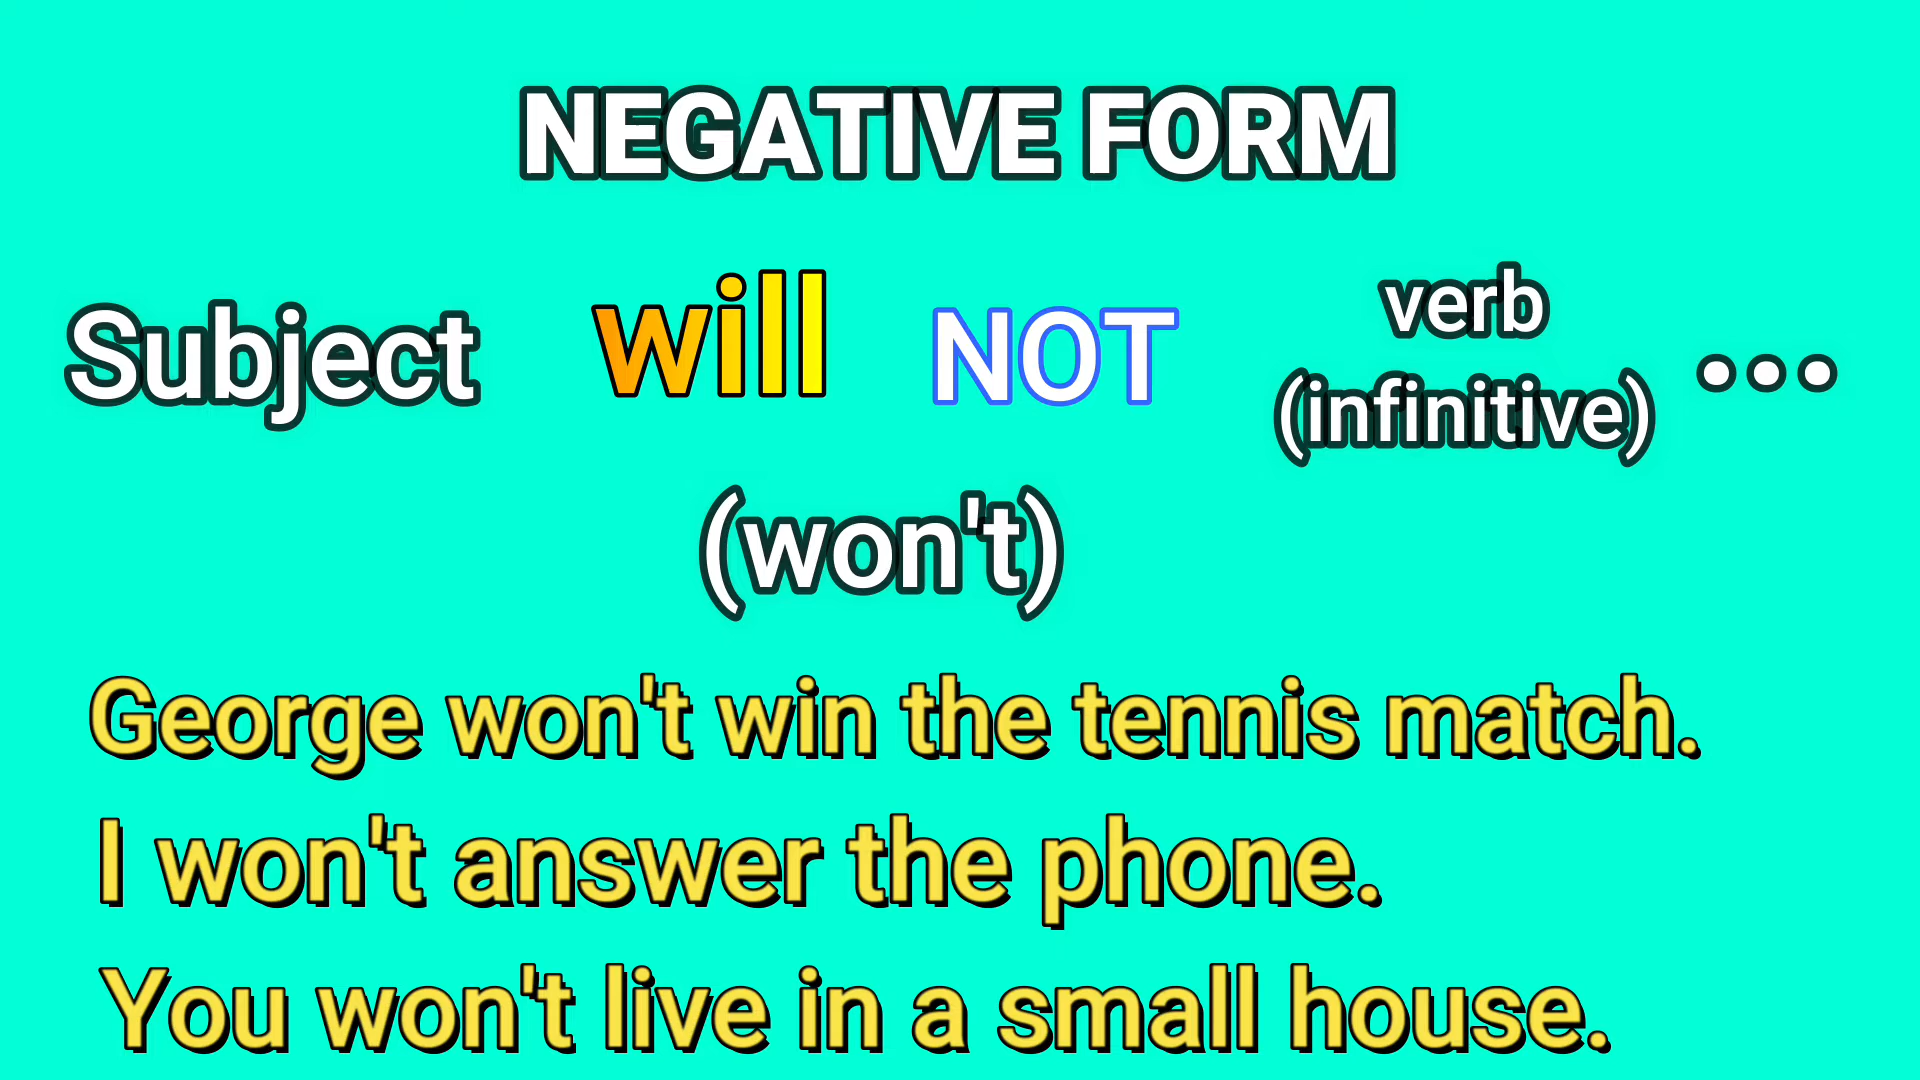 NEGATIVE FORM
Subject will NOT verb (infinitive) ...
(won't)
George won't win the tennis match.
I won't answer the phone.
You won't live in a small house.